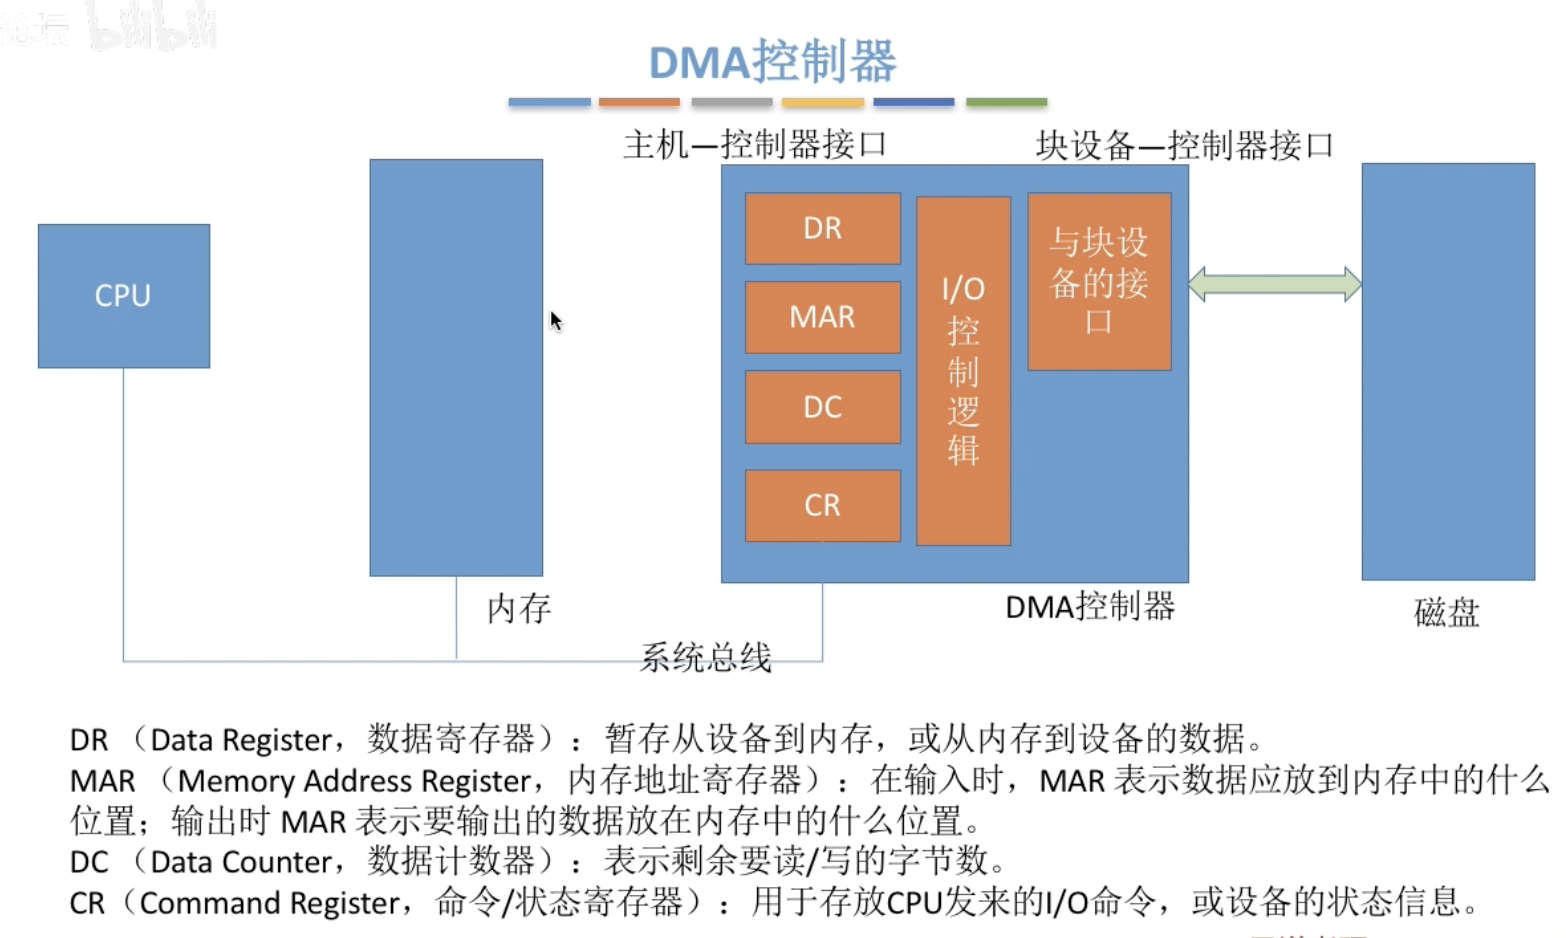 论坛 bilibili
DMA控制器
主机—控制器接口
块设备—控制器接口
CPU
DR
MAR
DC
CR
I/O
控
制
逻
辑
与块设
备的接
口
内存
DMA控制器
磁盘
系统总线
DR （Data Register，数据寄存器）：暂存从设备到内存，或从内存到设备的数据。
MAR （Memory Address Register，内存地址寄存器）：在输入时，MAR 表示数据应放到内存中的什么
位置；输出时 MAR 表示要输出的数据放在内存中的什么位置。
DC （Data Counter，数据计数器）：表示剩余要读/写的字节数。
CR（Command Register，命令/状态寄存器）：用于存放CPU发来的I/O命令，或设备的状态信息。